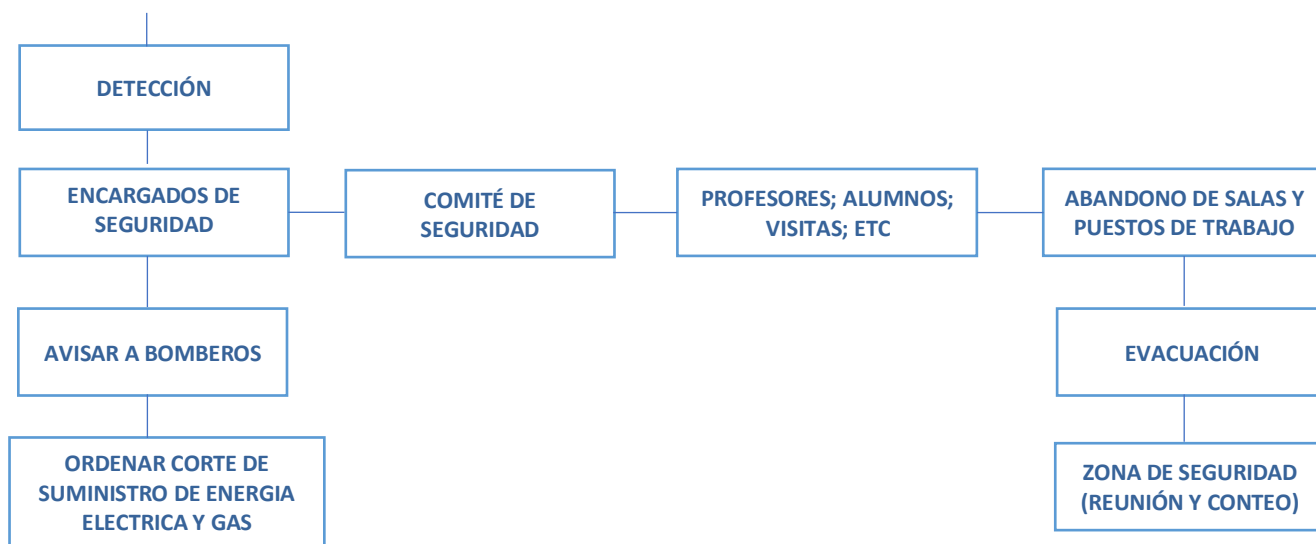 DETECCIÓN
ENCARGADOS DE
SEGURIDAD
COMITÉ DE
SEGURIDAD
PROFESORES; ALUMNOS;
VISITAS; ETC
ABANDONO DE SALAS Y
PUESTOS DE TRABAJO
AVISAR A BOMBEROS
EVACUACIÓN
ORDENAR CORTE DE
SUMINISTRO DE ENERGIA
ELECTRICA Y GAS
ZONA DE SEGURIDAD
(REUNIÓN Y CONTEO)